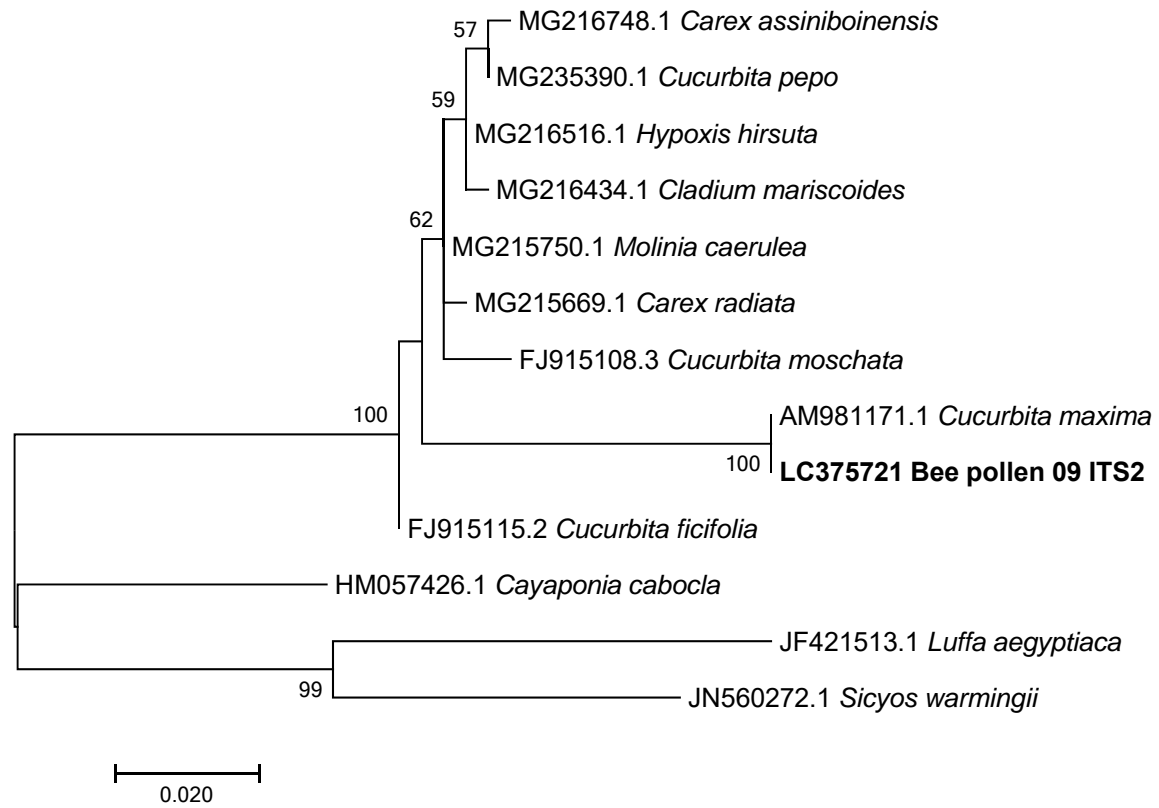 57
MG216748.1 Carex assiniboinensis
MG235390.1 Cucurbita pepo
59
MG216516.1 Hypoxis hirsuta
MG216434.1 Cladium mariscoides
62
MG215750.1 Molinia caerulea
MG215669.1 Carex radiata
FJ915108.3 Cucurbita moschata
100
AM981171.1 Cucurbita maxima
100
LC375721 Bee pollen 09 ITS2
FJ915115.2 Cucurbita ficifolia
HM057426.1 Cayaponia cabocla
JF421513.1 Luffa aegyptiaca
99
JN560272.1 Sicyos warmingii
0.020